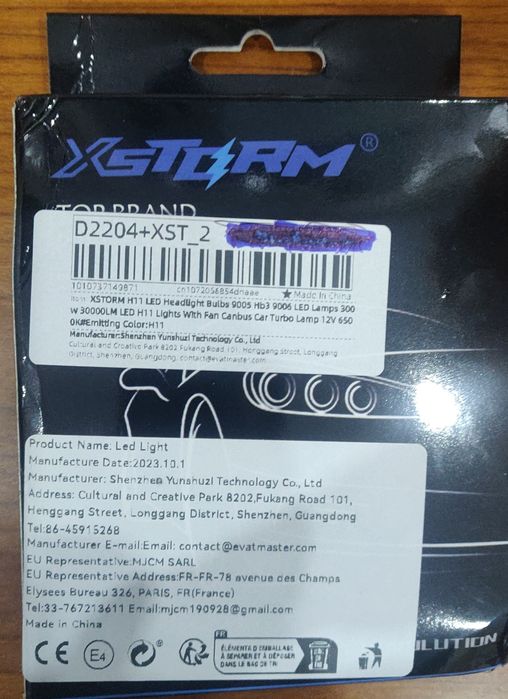 XSTORM®
TOP BRAND
D2204+XST_2
1010737149871
★Made in China
Item: XSTORM H11 LED Headlight Bulbs 9005 Hb3 9006 LED Lamps 300
w 30000LM LED H11 Lights With Fan Canbus Car Turbo Lamp 12V 650
0K#Emitting Color:H11
Manufacturer:Shenzhen Yunshuzi Technology Co., Ltd
Cultural and Creative Park 8202 Fukang Road 101, Henggang Street, Longgang
District, Shenzhen, Guangdong, contact@evatmaster.com
Product Name: Led Light
Manufacture Date:2023.10.1
Manufacturer: Shenzhen Yunshuzi Technology Co., Ltd
Address: Cultural and Creative Park 8202,Fukang Road 101,
Henggang Street, Longgang District, Shenzhen, Guangdong
Tel:86-45915268
Manufacturer E-mail:Email: contact@evatmaster.com
EU Representative:MJCM SARL
EU Representative Address:FR-FR-78 avenue des Champs
Elysees Bureau 326, PARIS, FR(France)
Tel:33-767213611 Email:mjcm190928@gmail.com
Made in China
CE E4
FR
ÉLÉMENTS D'EMBALLAGE
À SÉPARER ET À DÉPOSER
DANS LE BAC DE TRI
OLUTION